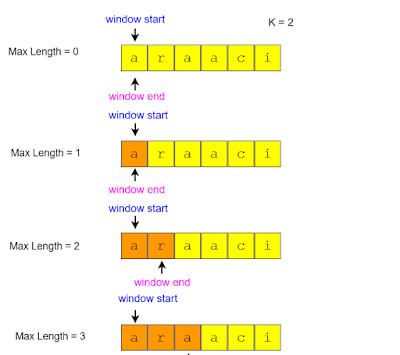 window start
K = 2
Max Length = 0
a r a a c i
window end
window start
Max Length = 1
a r a a c i
window end
window start
Max Length = 2
a r a a c i
window end
window start
Max Length = 3
a r a a c i